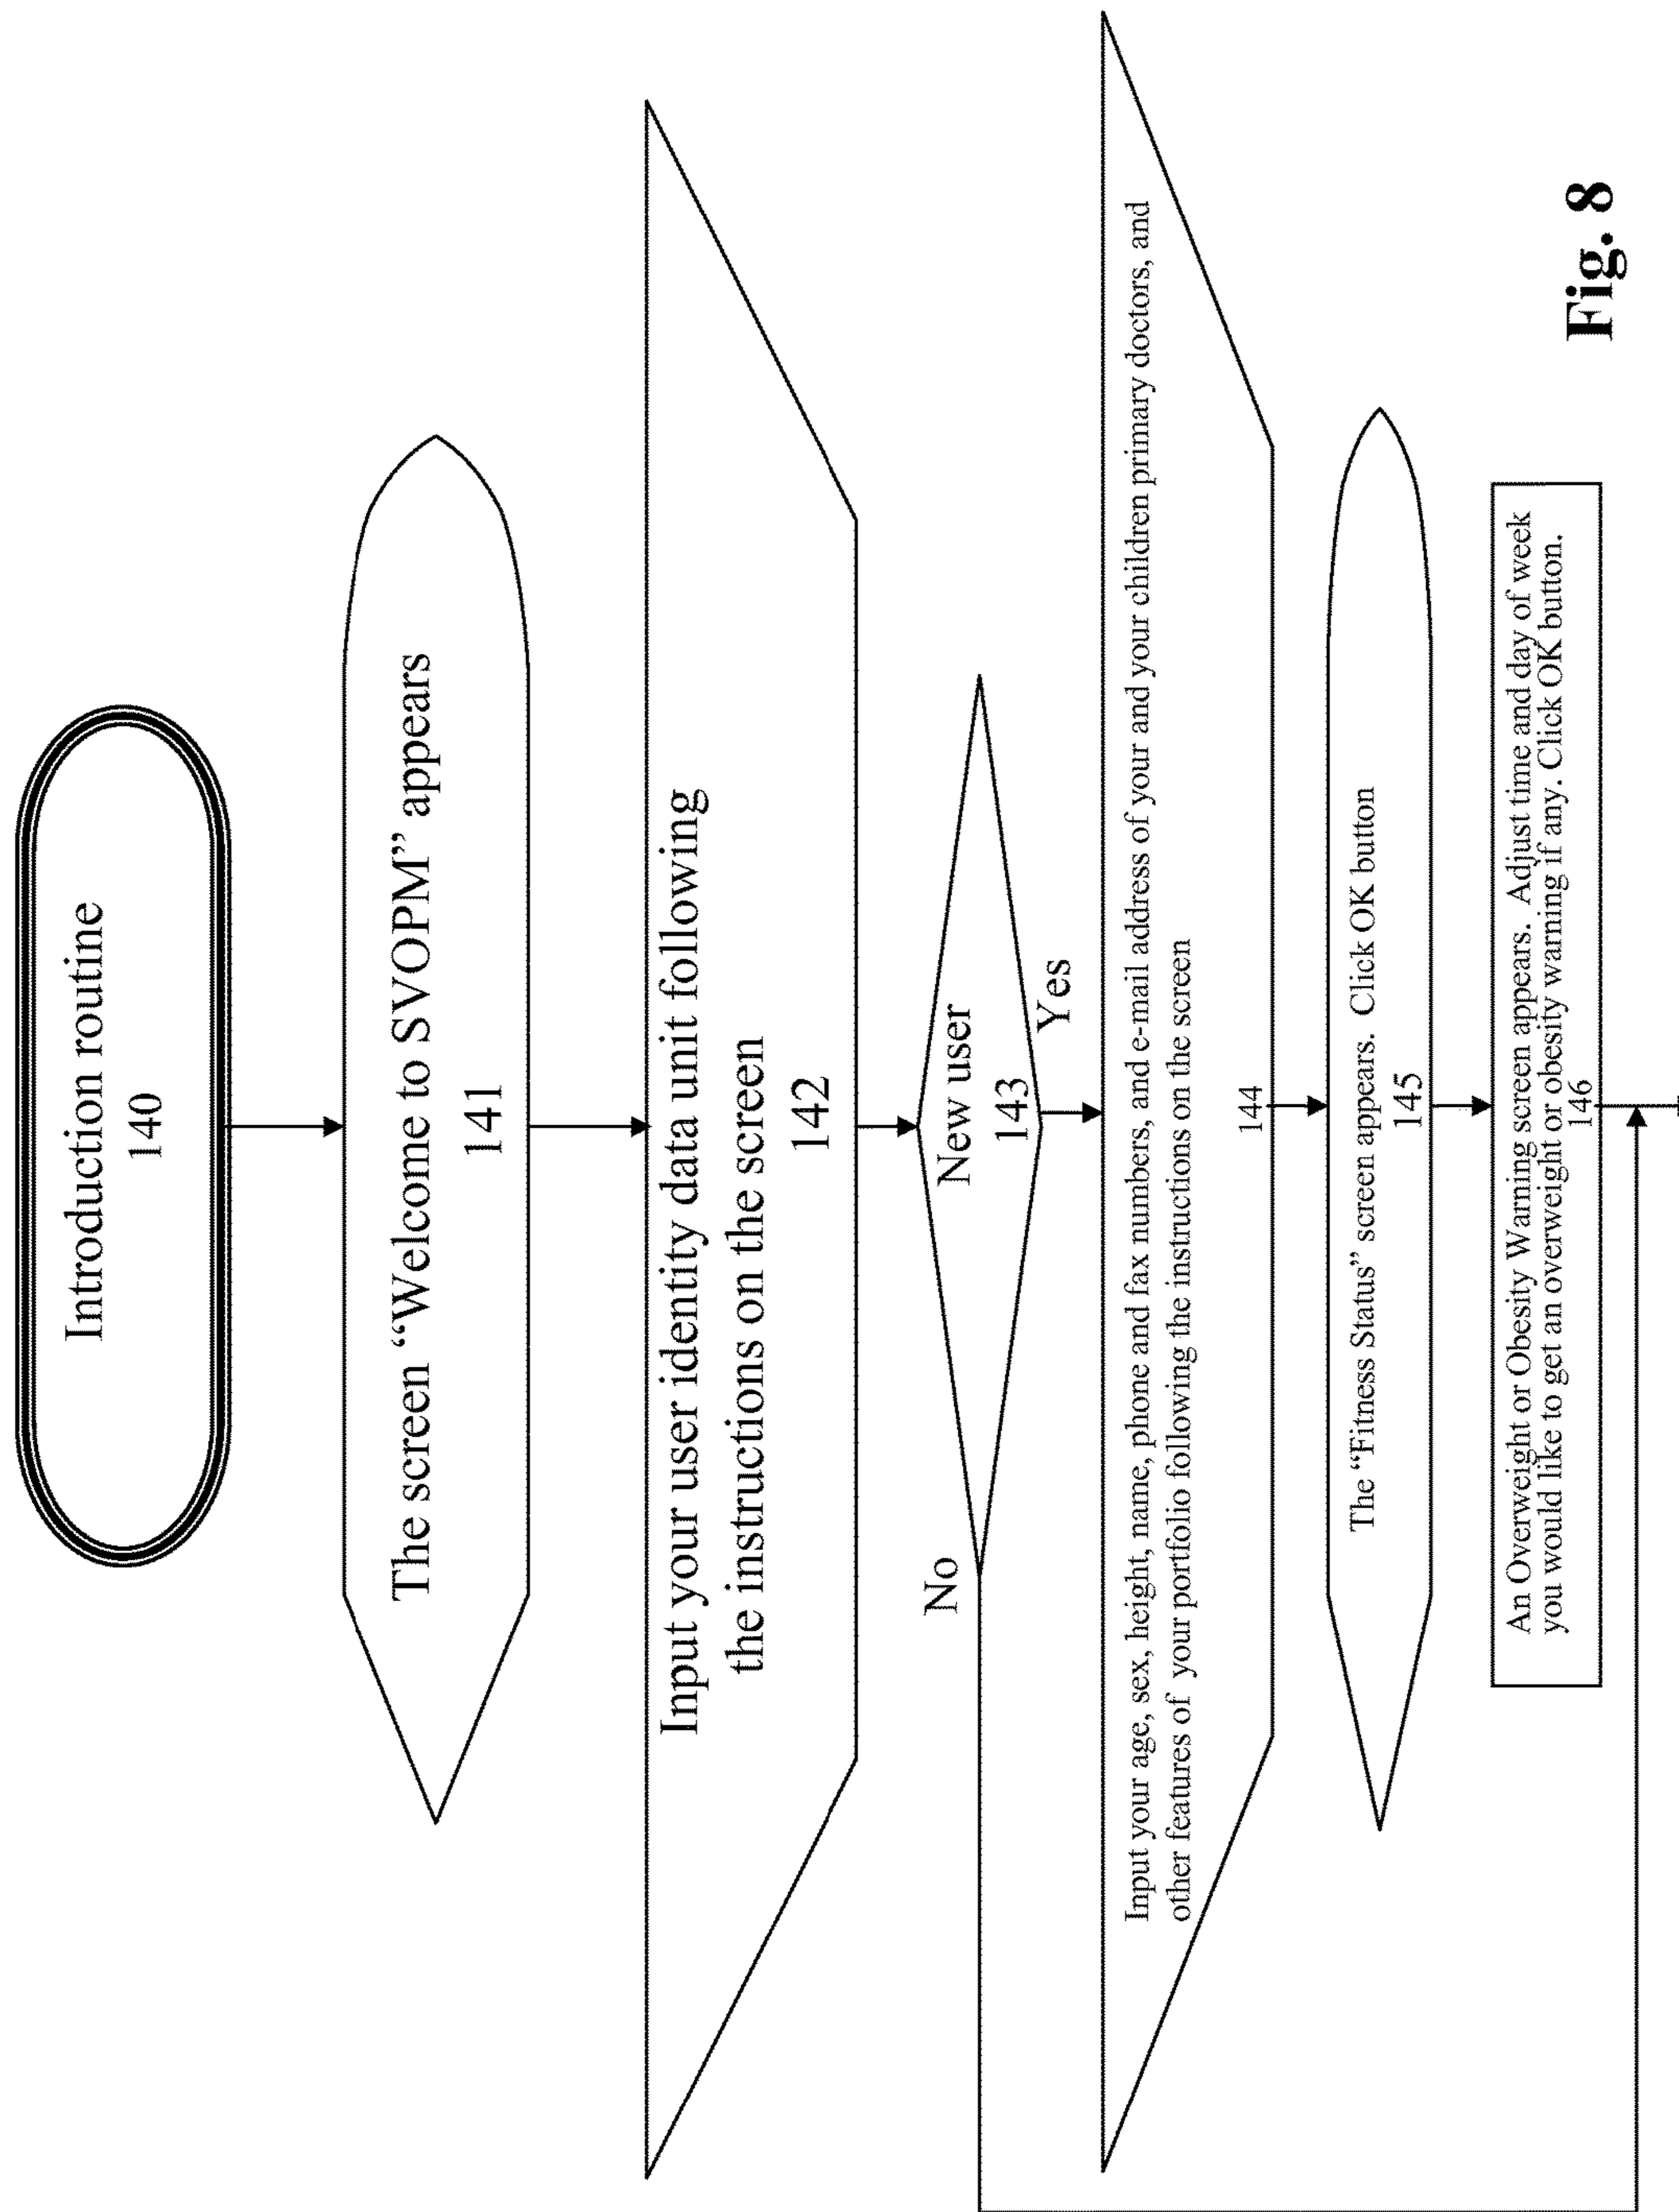 Introduction routine
140
The screen “Welcome to SVOPM” appears
141
Input your user identity data unit following
the instructions on the screen
142
New user
143
No
Yes
Input your age, sex, height, name, phone and fax numbers, and e-mail address of your and your children primary doctors, and
other features of your portfolio following the instructions on the screen
144
The “Fitness Status” screen appears. Click OK button
145
An Overweight or Obesity Warning screen appears. Adjust time and day of week
you would like to get an overweight or obesity warning if any. Click OK button.
146
Fig. 8